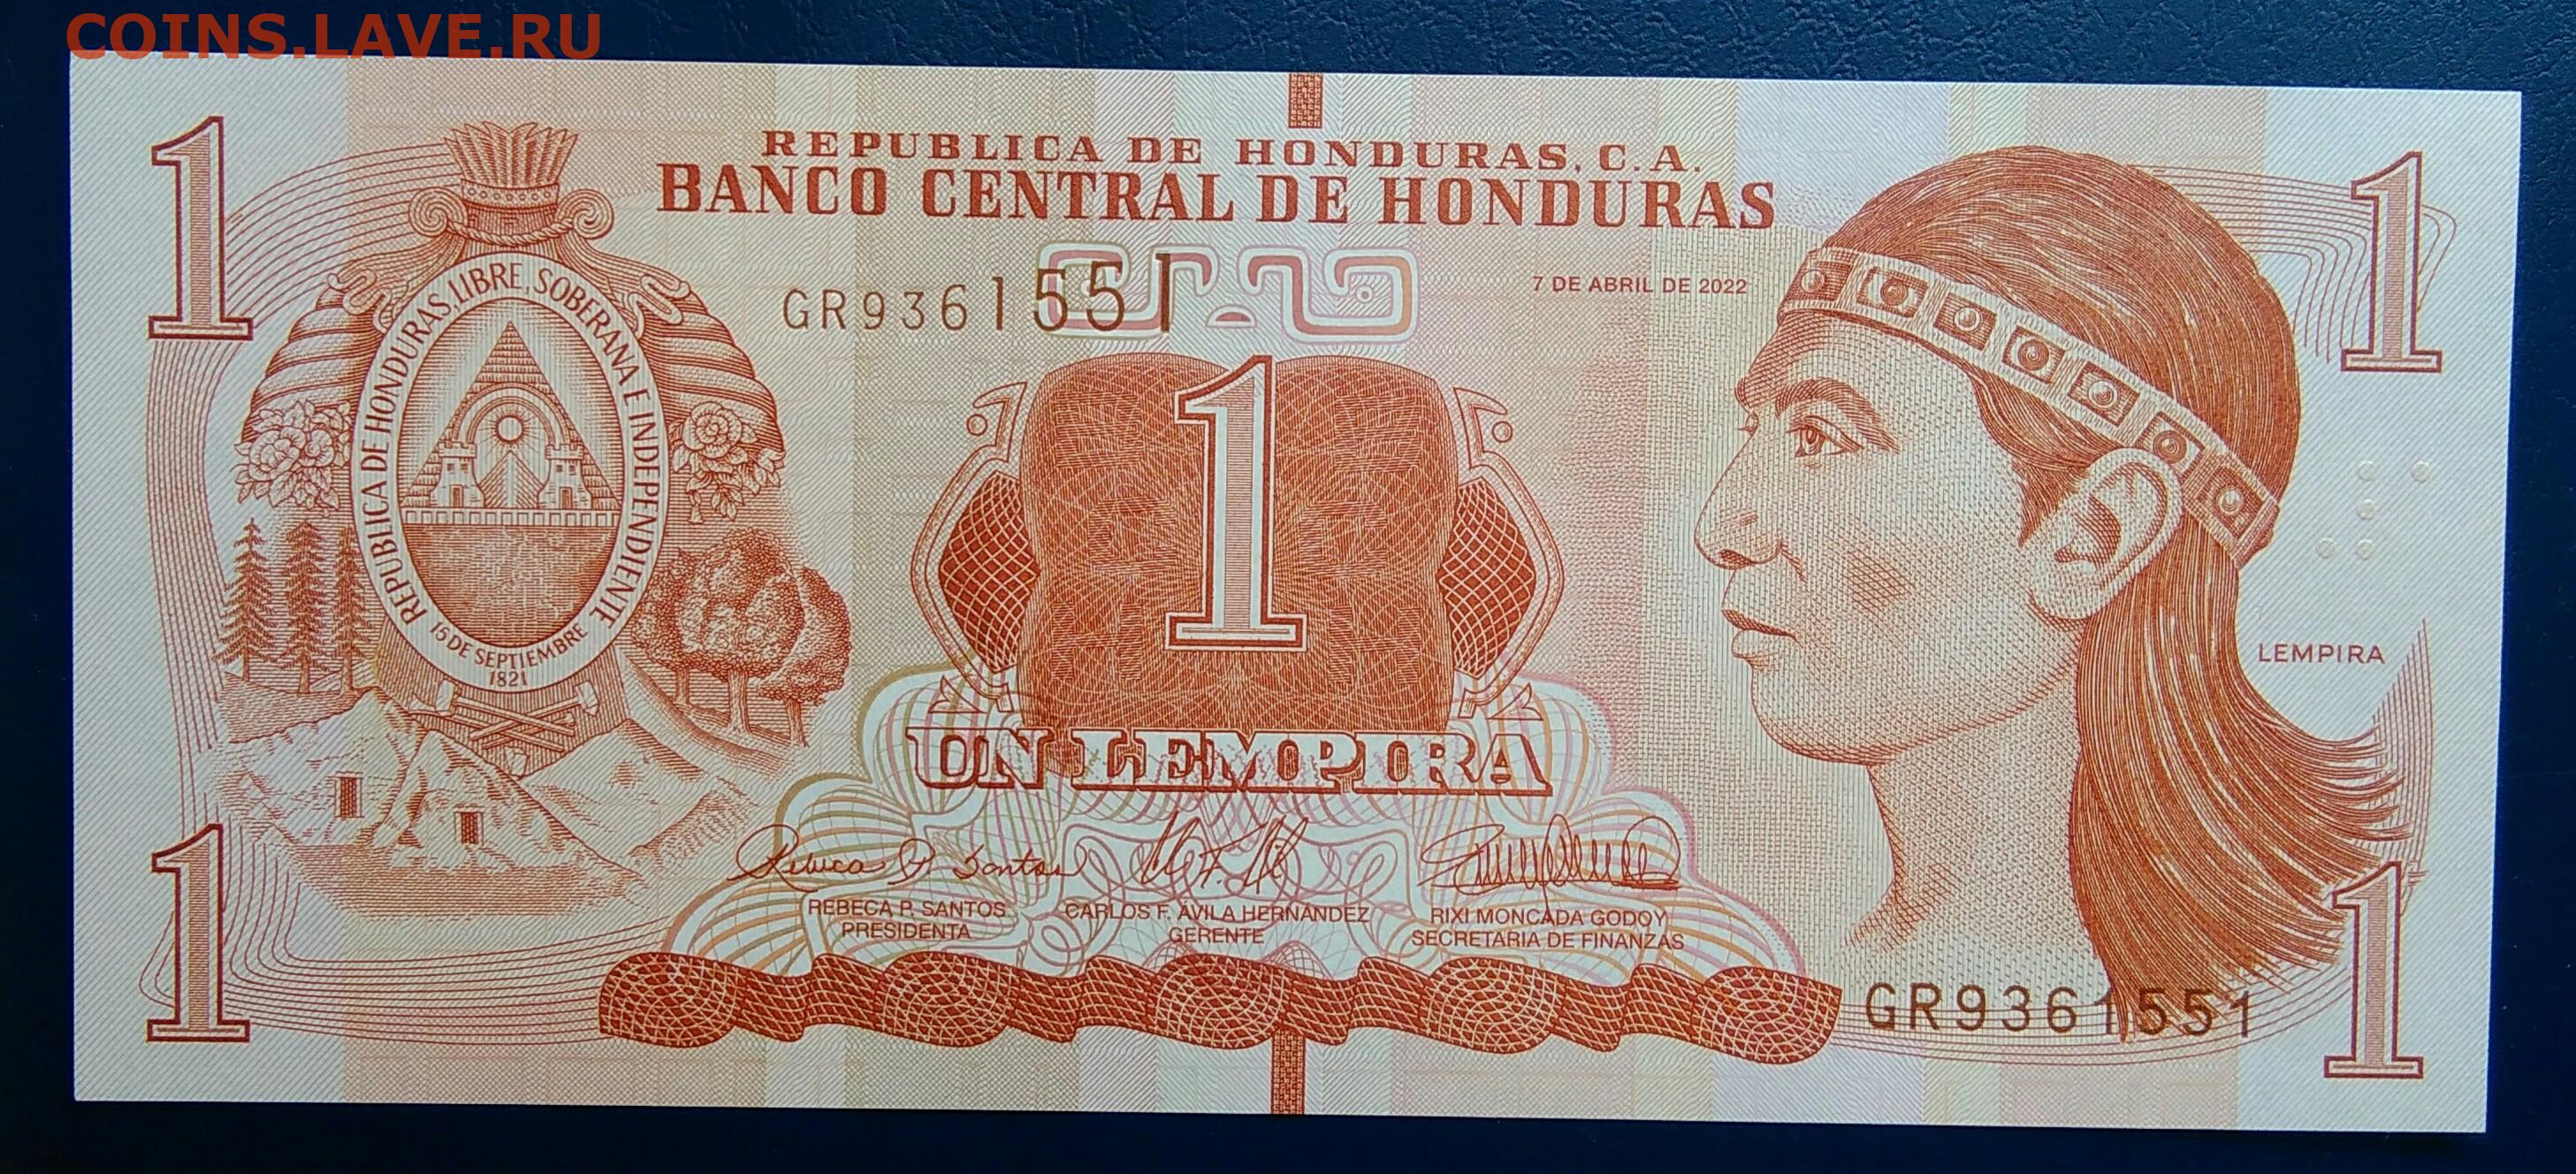 COINS.LAVE.RU
1
1
REPUBLICA DE HONDURAS, C.A.
BANCO CENTRAL DE HONDURAS
GR9361551
7 DE ABRIL DE 2022
REPUBLICA DE HONDURAS, LIBRE, SOBERANA E INDEPENDIENTE
15 DE SEPTIEMBRE
1821
1
LEMPIRA
UN LEMPIRA
Rebeca P. Santos
REBECA P. SANTOS
PRESIDENTA
CARLOS F. AVILA HERNANDEZ
GERENTE
RIXI MONCADA GODOY
SECRETARIA DE FINANZAS
1
GR9361551
1